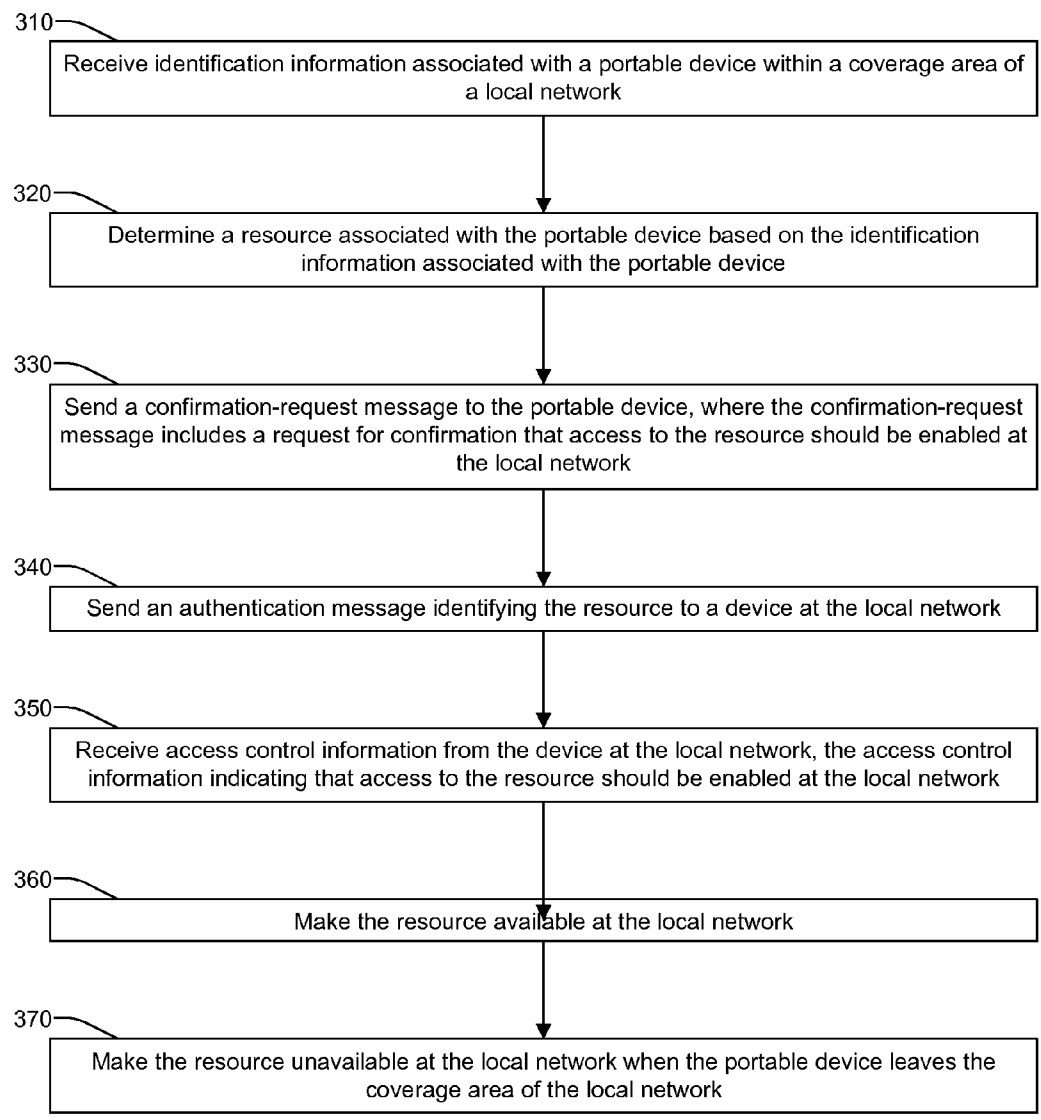 310
Receive identification information associated with a portable device within a coverage area of
a local network
320
Determine a resource associated with the portable device based on the identification
information associated with the portable device
330
Send a confirmation-request message to the portable device, where the confirmation-request
message includes a request for confirmation that access to the resource should be enabled at
the local network
340
Send an authentication message identifying the resource to a device at the local network
350
Receive access control information from the device at the local network, the access control
information indicating that access to the resource should be enabled at the local network
360
Make the resource available at the local network
370
Make the resource unavailable at the local network when the portable device leaves the
coverage area of the local network